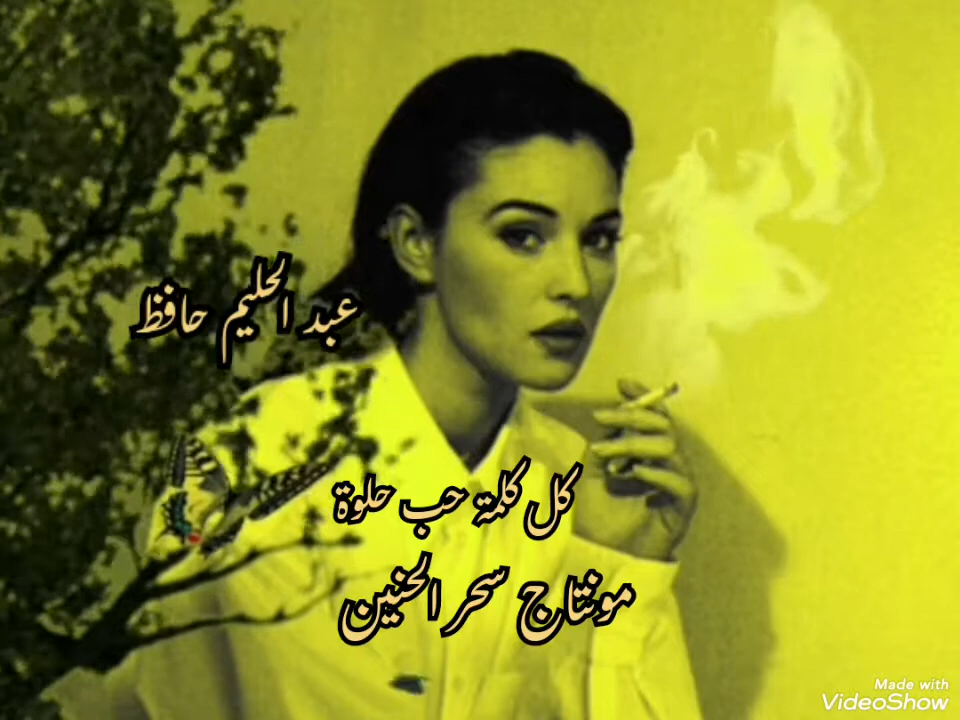 عبد الحليم حافظ
كل كلمة حب حلوة
مونتاج سحر الحنين
Made with
VideoShow